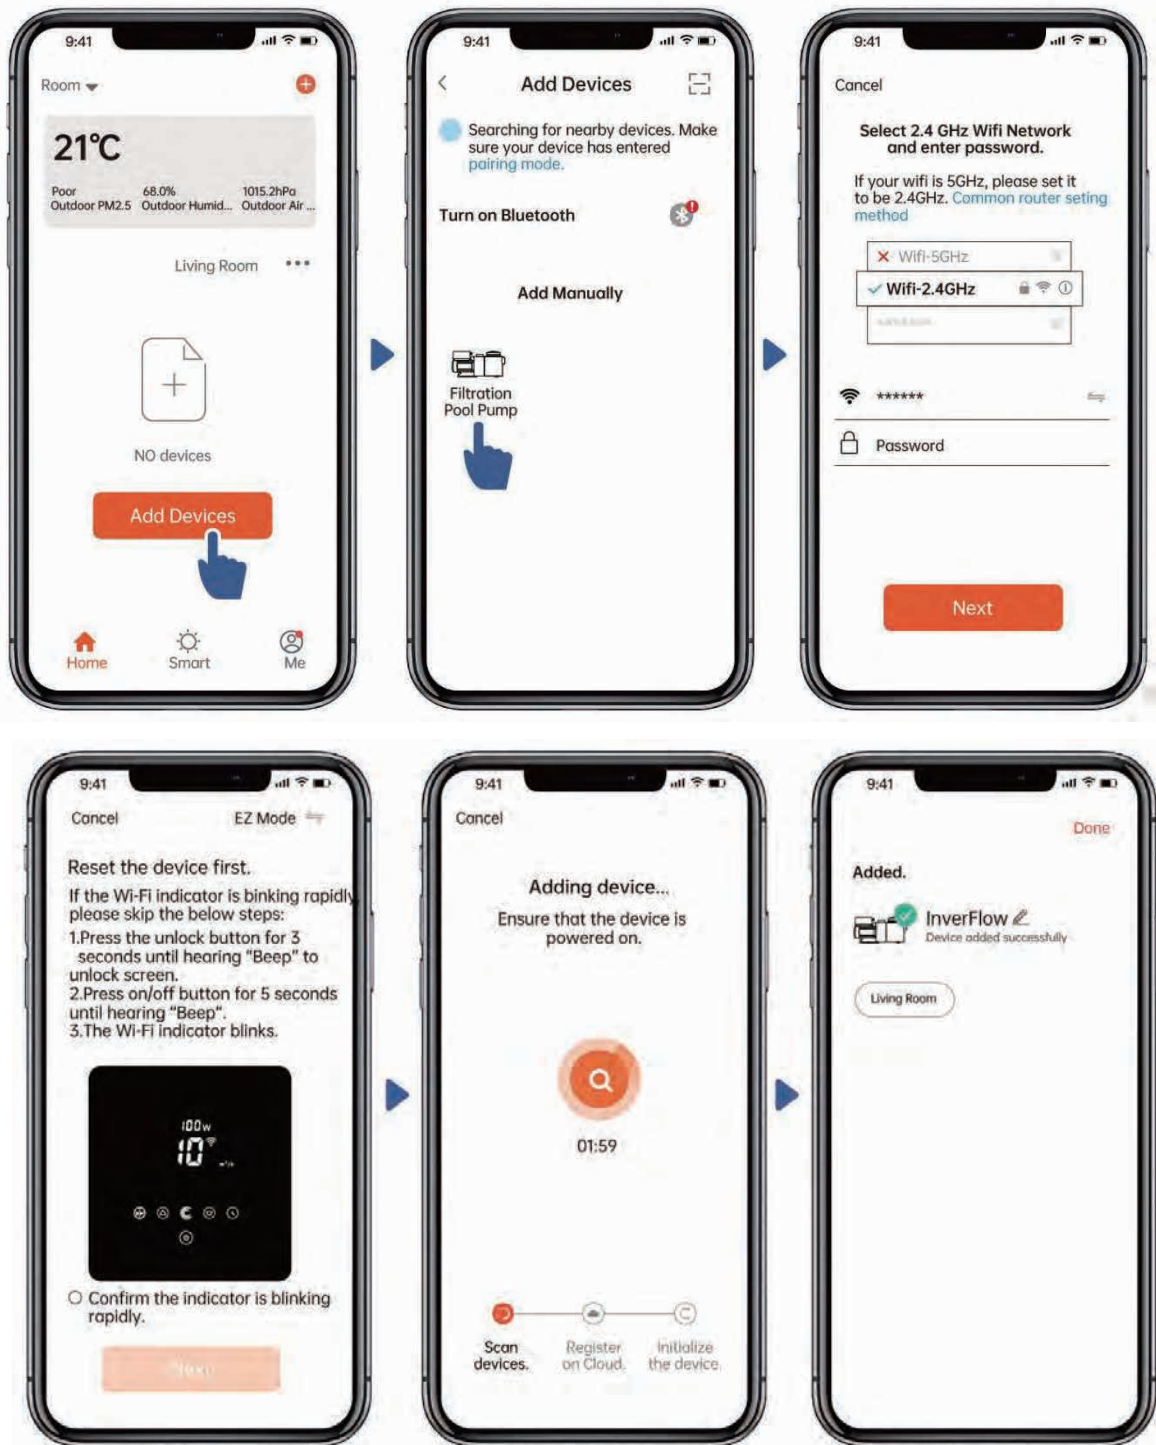 9:41
Room
21°C
Poor 68.0% 1015.2hPa
Outdoor PM2.5 Outdoor Humid... Outdoor Air ...
Living Room
NO devices
Add Devices
Home Smart Me
9:41
Add Devices
Searching for nearby devices. Make
sure your device has entered
pairing mode.
Turn on Bluetooth
Add Manually
Filtration
Pool Pump
9:41
Cancel
Select 2.4 GHz Wifi Network
and enter password.
If your wifi is 5GHz, please set it
to be 2.4GHz. Common router seting
method
Wifi-5GHz
Wifi-2.4GHz
******
Password
Next
9:41
Cancel EZ Mode
Reset the device first.
If the Wi-Fi indicator is binking rapidly
please skip the below steps:
1.Press the unlock button for 3
seconds until hearing "Beep" to
unlock screen.
2.Press on/off button for 5 seconds
until hearing "Beep".
3.The Wi-Fi indicator blinks.
100w
10
Confirm the indicator is blinking
rapidly.
Next
9:41
Cancel
Adding device...
Ensure that the device is
powered on.
01:59
Scan Register Initialize
devices. on Cloud. the device
9:41
Done
Added.
InverFlow
Device added successfully
Living Room